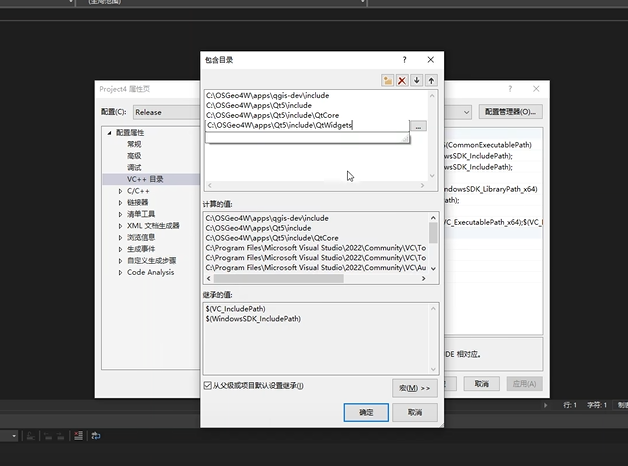 (全局范围)
包含目录
Project4 属性页
配置(C):
Release
配置管理器(O)...
配置属性
常规
高级
调试
VC++ 目录
C/C++
链接器
清单工具
XML 文档生成器
浏览信息
生成事件
自定义生成步骤
Code Analysis
C:\OSGeo4W\apps\qgis-dev\include
C:\OSGeo4W\apps\Qt5\include
C:\OSGeo4W\apps\Qt5\include\QtCore
C:\OSGeo4W\apps\Qt5\include\QtWidgets
...
计算的值:
C:\OSGeo4W\apps\qgis-dev\include
C:\OSGeo4W\apps\Qt5\include
C:\OSGeo4W\apps\Qt5\include\QtCore
C:\Program Files\Microsoft Visual Studio\2022\Community\VC\To
C:\Program Files\Microsoft Visual Studio\2022\Community\VC\To
C:\Program Files\Microsoft Visual Studio\2022\Community\VC\Au
继承的值:
$(VC_IncludePath)
$(WindowsSDK_IncludePath)
从父级或项目默认设置继承(I)
宏(M) >>
确定
取消
$(CommonExecutablePath)
owsSDK_IncludePath);
owsSDK_IncludePath);
ndowsSDK_LibraryPath_x64)
ath);
VC_ExecutablePath_x64);$(VC_I
DE 相对应。
取消
应用(A)
行: 1
字符: 1